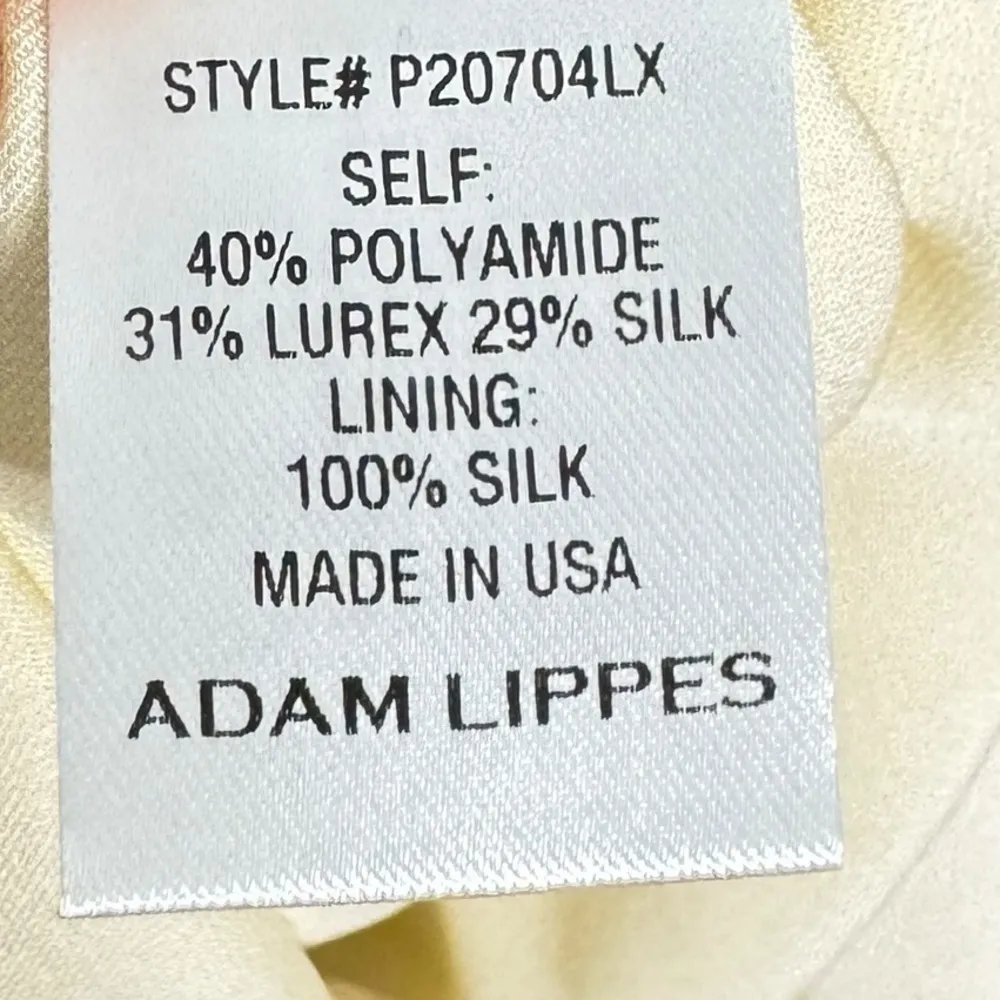 STYLE# P20704LX
SELF:
40% POLYAMIDE
31% LUREX 29% SILK
LINING:
100% SILK
MADE IN USA
ADAM LIPPES